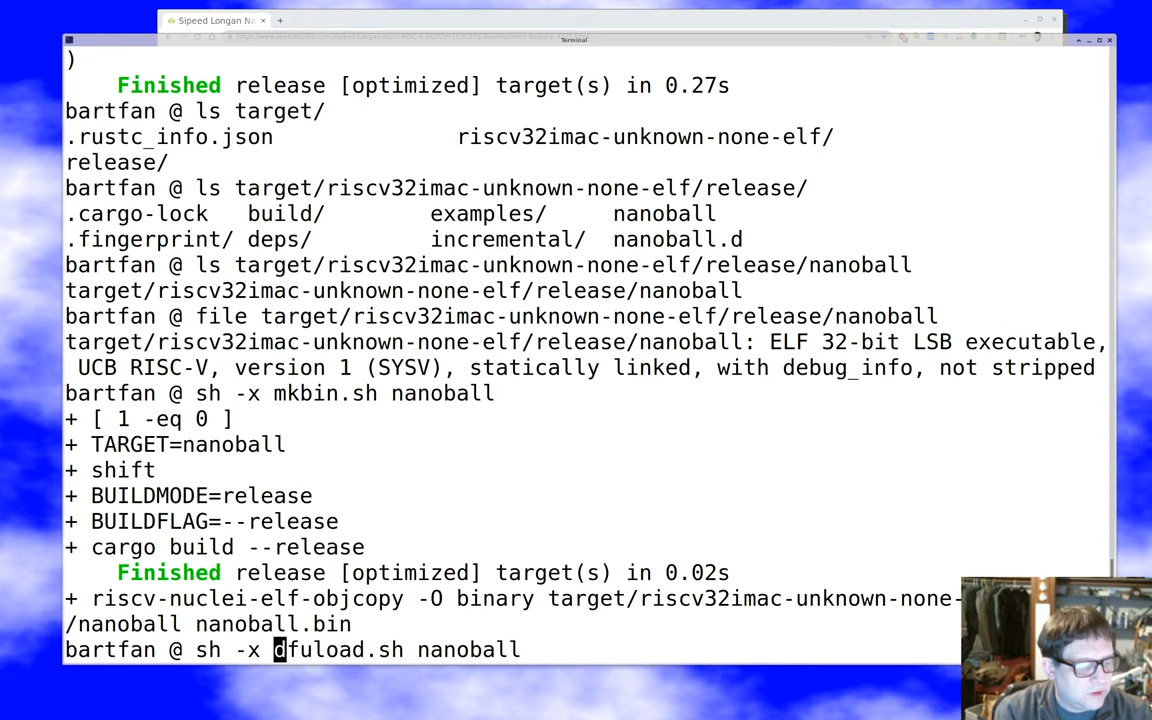 Sipeed Longan Na
Terminal
)
Finished release [optimized] target(s) in 0.27s
bartfan @ ls target/
.rustc_info.json riscv32imac-unknown-none-elf/
release/
bartfan @ ls target/riscv32imac-unknown-none-elf/release/
.cargo-lock build/ examples/ nanoball
.fingerprint/ deps/ incremental/ nanoball.d
bartfan @ ls target/riscv32imac-unknown-none-elf/release/nanoball
target/riscv32imac-unknown-none-elf/release/nanoball
bartfan @ file target/riscv32imac-unknown-none-elf/release/nanoball
target/riscv32imac-unknown-none-elf/release/nanoball: ELF 32-bit LSB executable,
UCB RISC-V, version 1 (SYSV), statically linked, with debug_info, not stripped
bartfan @ sh -x mkbin.sh nanoball
+ [ 1 -eq 0 ]
+ TARGET=nanoball
+ shift
+ BUILDMODE=release
+ BUILDFLAG=--release
+ cargo build --release
Finished release [optimized] target(s) in 0.02s
+ riscv-nuclei-elf-objcopy -O binary target/riscv32imac-unknown-none-
/nanoball nanoball.bin
bartfan @ sh -x dfuload.sh nanoball